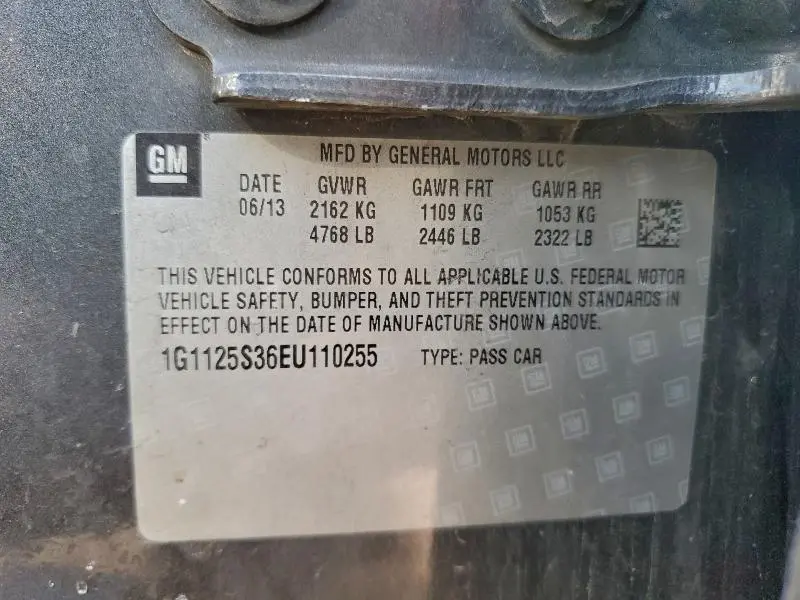 GM
MFD BY GENERAL MOTORS LLC
DATE GVWR GAWR FRT GAWR RR
06/13 2162 KG 1109 KG 1053 KG
4768 LB 2446 LB 2322 LB
THIS VEHICLE CONFORMS TO ALL APPLICABLE U.S. FEDERAL MOTOR
VEHICLE SAFETY, BUMPER, AND THEFT PREVENTION STANDARDS IN
EFFECT ON THE DATE OF MANUFACTURE SHOWN ABOVE.
1G1125S36EU110255 TYPE: PASS CAR